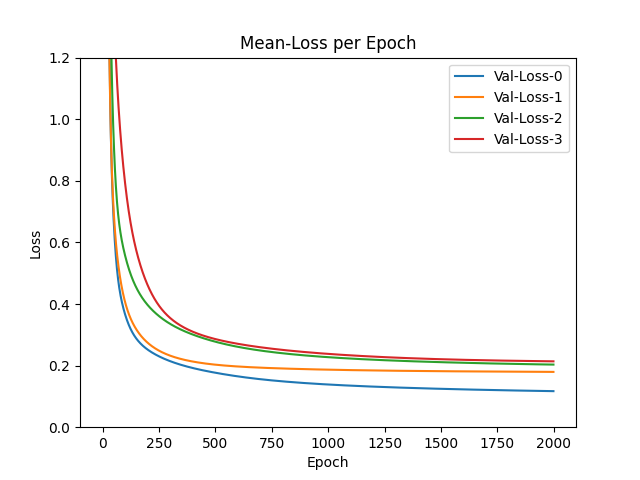 Mean-Loss per Epoch
1.2
1.0
0.8
0.6
0.4
0.2
0.0
Loss
Val-Loss-0
Val-Loss-1
Val-Loss-2
Val-Loss-3
0 250 500 750 1000 1250 1500 1750 2000
Epoch